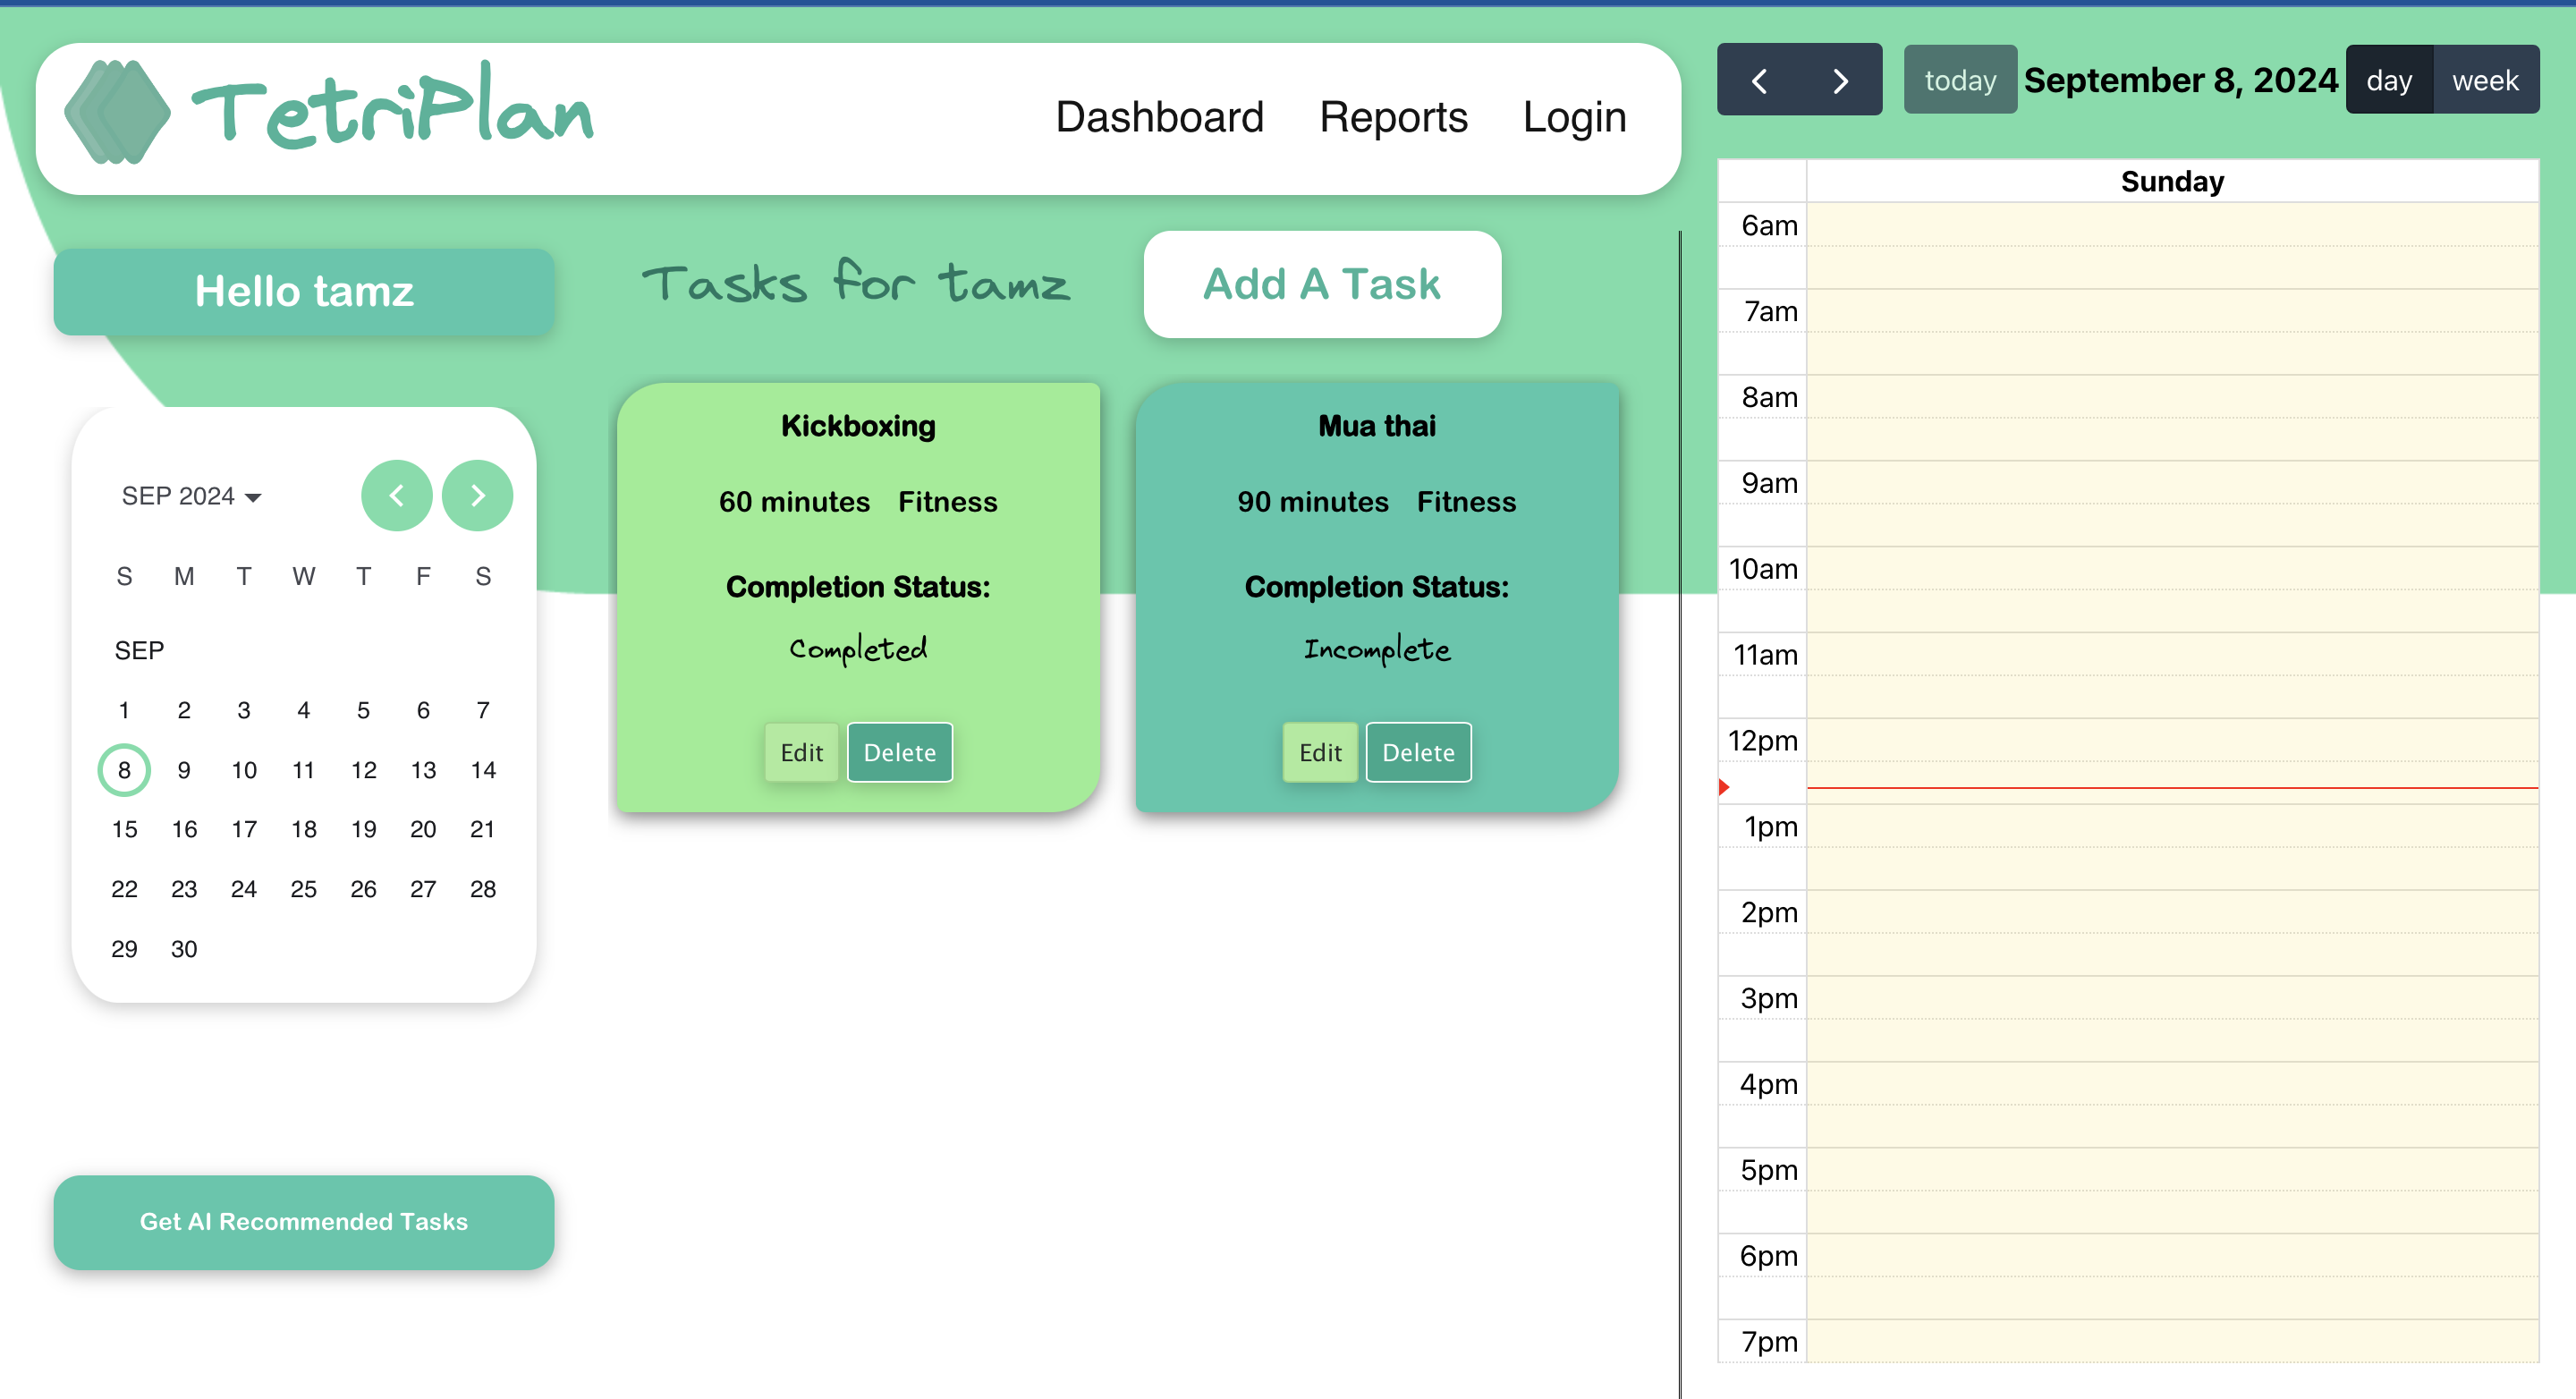 TetriPlan
Dashboard Reports Login
Hello tamz
Tasks for tamz
Add A Task
SEP 2024
S M T W T F S
SEP
1 2 3 4 5 6 7
8 9 10 11 12 13 14
15 16 17 18 19 20 21
22 23 24 25 26 27 28
29 30
Get AI Recommended Tasks
Kickboxing
60 minutes Fitness
Completion Status:
Completed
Edit Delete
Mua thai
90 minutes Fitness
Completion Status:
Incomplete
Edit Delete
today September 8, 2024 day week
Sunday
6am
7am
8am
9am
10am
11am
12pm
1pm
2pm
3pm
4pm
5pm
6pm
7pm